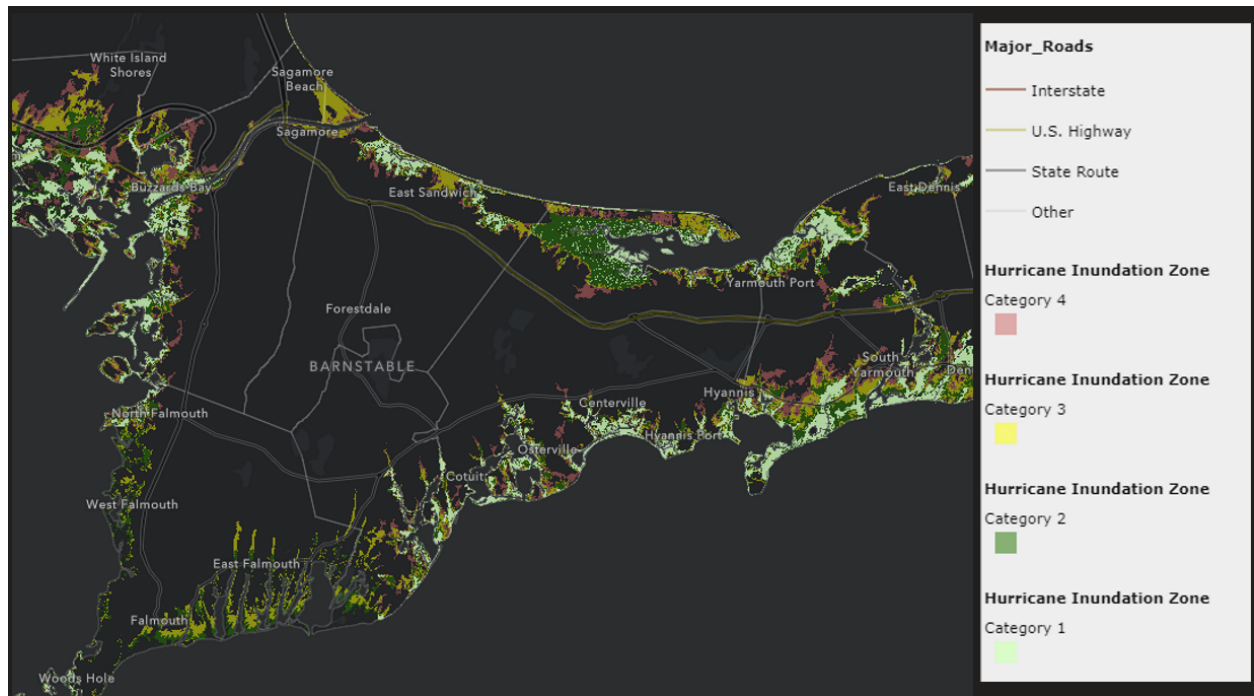 White Island
Shores
Sagamore
Beach
Sagamore
Buzzards Bay
East Sandwich
East Dennis
Yarmouth Port
Forestdale
BARNSTABLE
South
Yarmouth
Den
Hyannis
Centerville
North Falmouth
Hyannis Port
Osterville
Cotuit
West Falmouth
East Falmouth
Falmouth
Woods Hole
Major_Roads
Interstate
U.S. Highway
State Route
Other
Hurricane Inundation Zone
Category 4
Hurricane Inundation Zone
Category 3
Hurricane Inundation Zone
Category 2
Hurricane Inundation Zone
Category 1